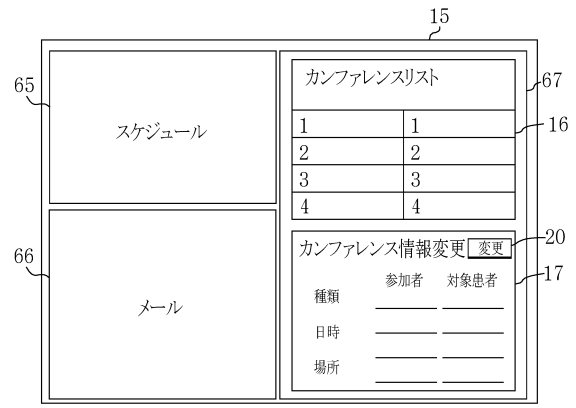 15
65
スケジュール
66
メール
67
カンファレンスリスト
1 1
2 2
3 3
4 4
16
カンファレンス情報変更 変更
20
17
参加者 対象患者
種類
日時
場所